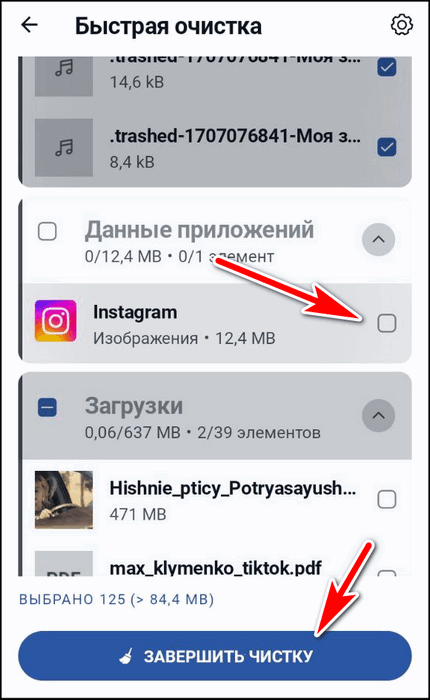 Быстрая очистка
.trashed-1707076841-Моя з...
14,6 kB
.trashed-1707076841-Моя з...
8,4 kB
Данные приложений
0/12,4 MB • 0/1 элемент
Instagram
Изображения • 12,4 MB
Загрузки
0,06/637 MB • 2/39 элементов
Hishnie_pticy_Potryasayush...
471 MB
max_klymenko_tiktok.pdf
PDF
ВЫБРАНО 125 (> 84,4 MB)
ЗАВЕРШИТЬ ЧИСТКУ